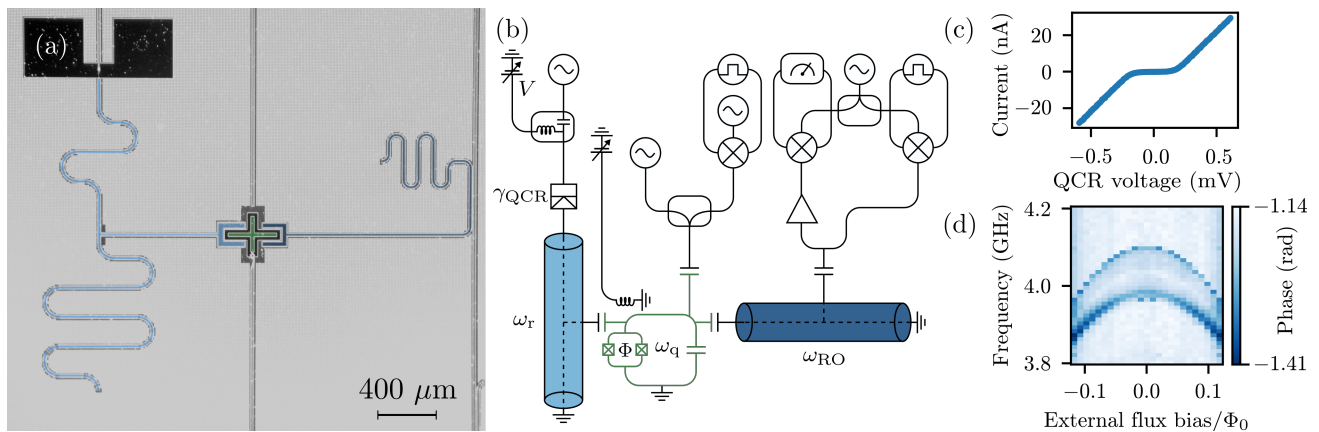 (a)
400 μm
(b)
V
γQCR
ωr
Φ
ωq
ωRO
(c)
Current (nA)
20
0
−20
−0.5
0.0
0.5
QCR voltage (mV)
(d)
Frequency (GHz)
4.2
4.0
3.8
−0.1
0.0
0.1
External flux bias/Φ0
−1.14
Phase (rad)
−1.41